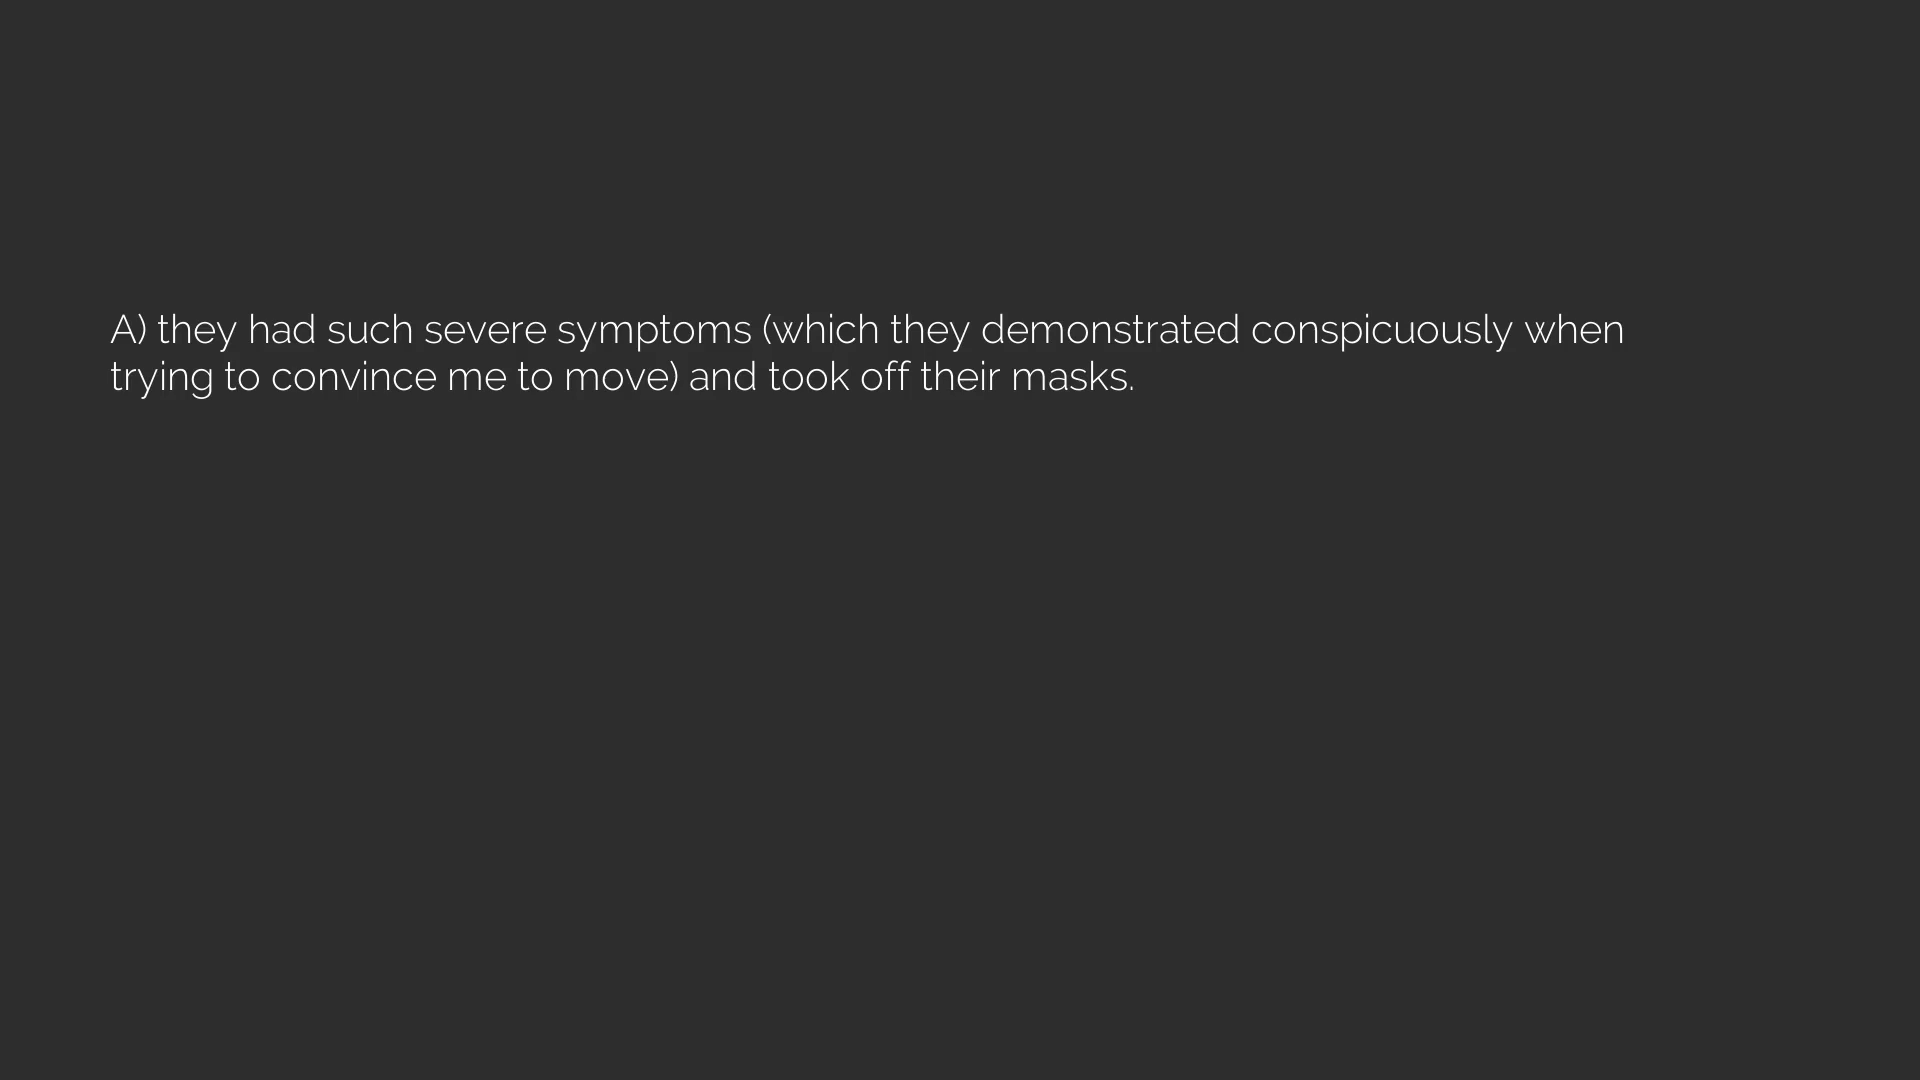 A) they had such severe symptoms (which they demonstrated conspicuously when
trying to convince me to move) and took off their masks.